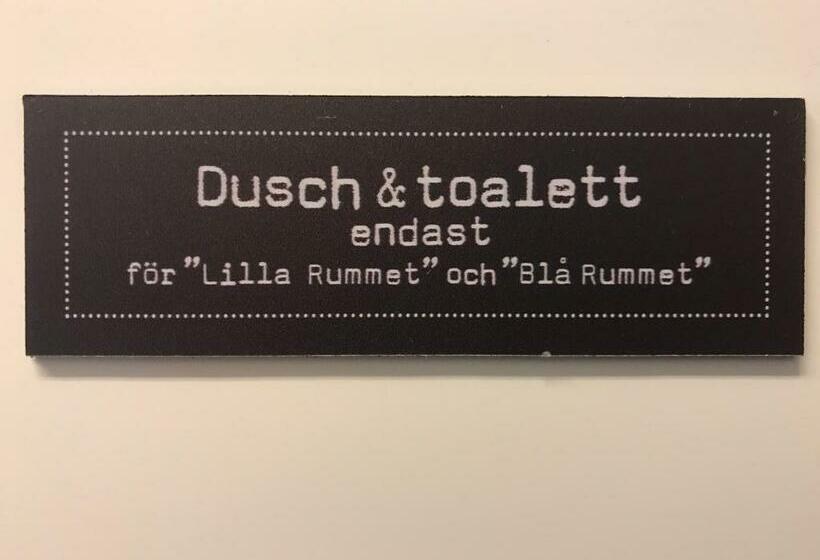 Dusch & toalett
endast
för ”Lilla Rummet” och ”Blå Rummet”